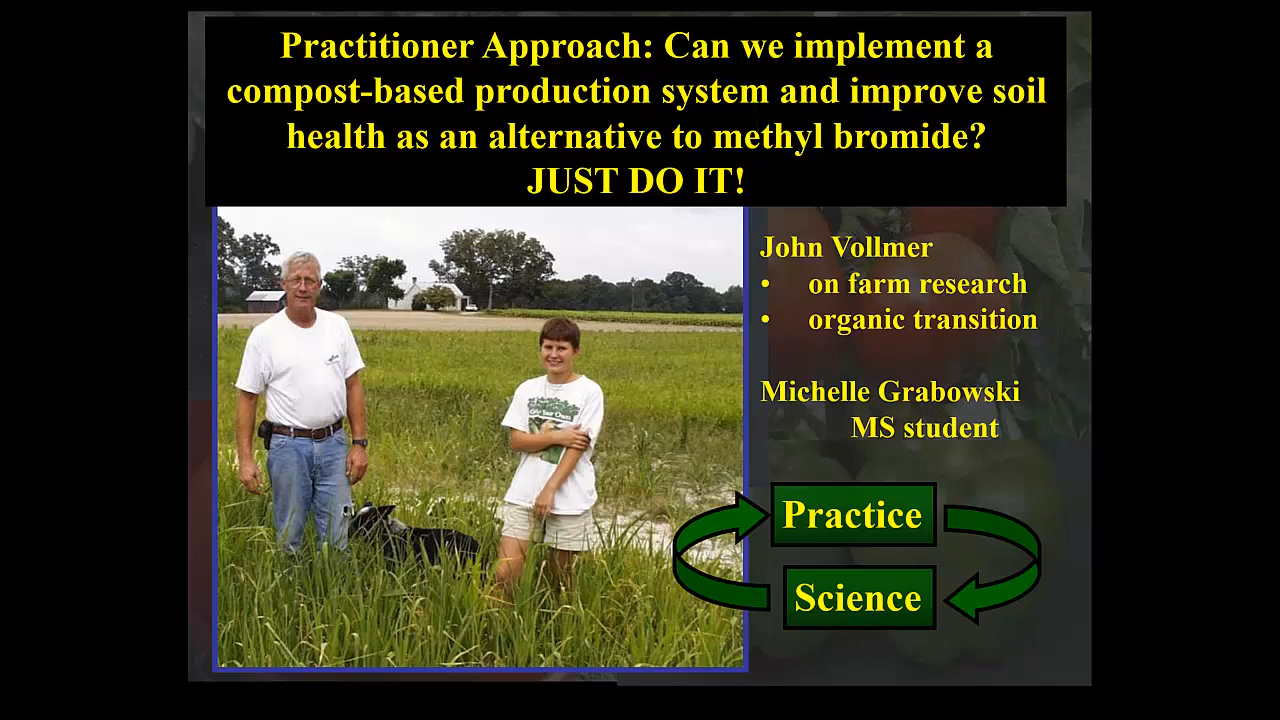 Practitioner Approach: Can we implement a
compost-based production system and improve soil
health as an alternative to methyl bromide?
JUST DO IT!
John Vollmer
• on farm research
• organic transition
Michelle Grabowski
MS student
Practice
Science